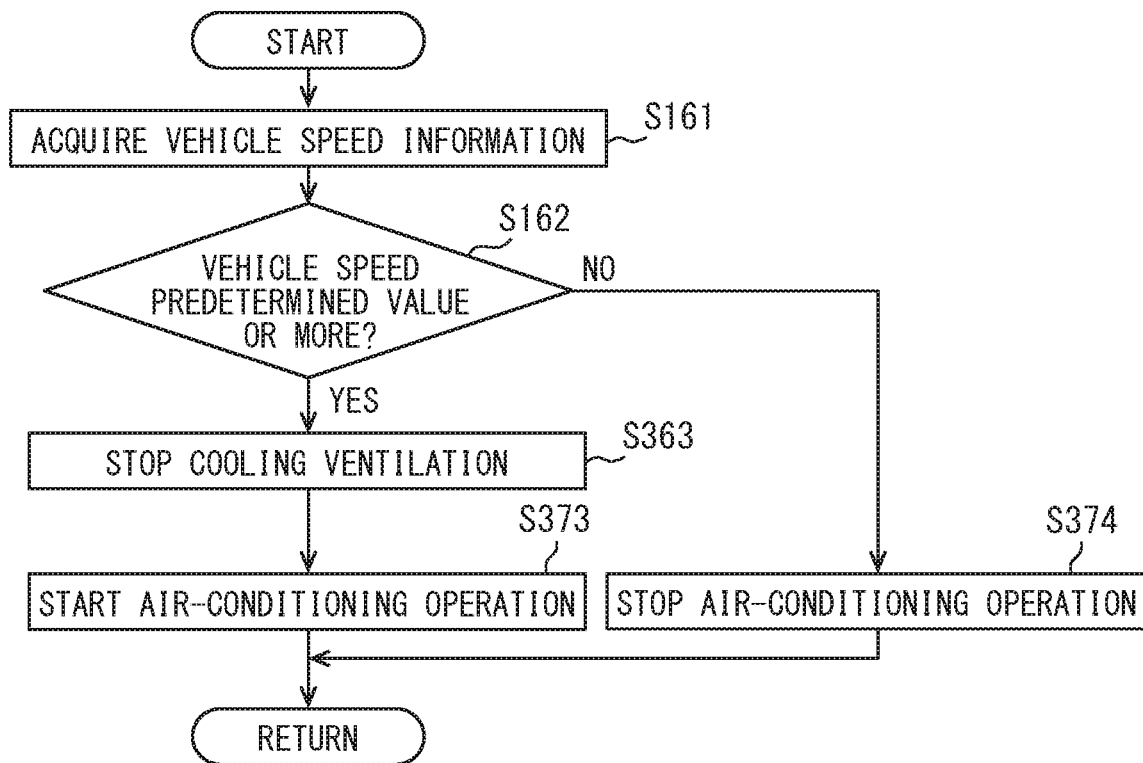 START
ACQUIRE VEHICLE SPEED INFORMATION
S161
S162
VEHICLE SPEED
PREDETERMINED VALUE
OR MORE?
NO
YES
STOP COOLING VENTILATION
S363
S373
START AIR-CONDITIONING OPERATION
S374
STOP AIR-CONDITIONING OPERATION
RETURN